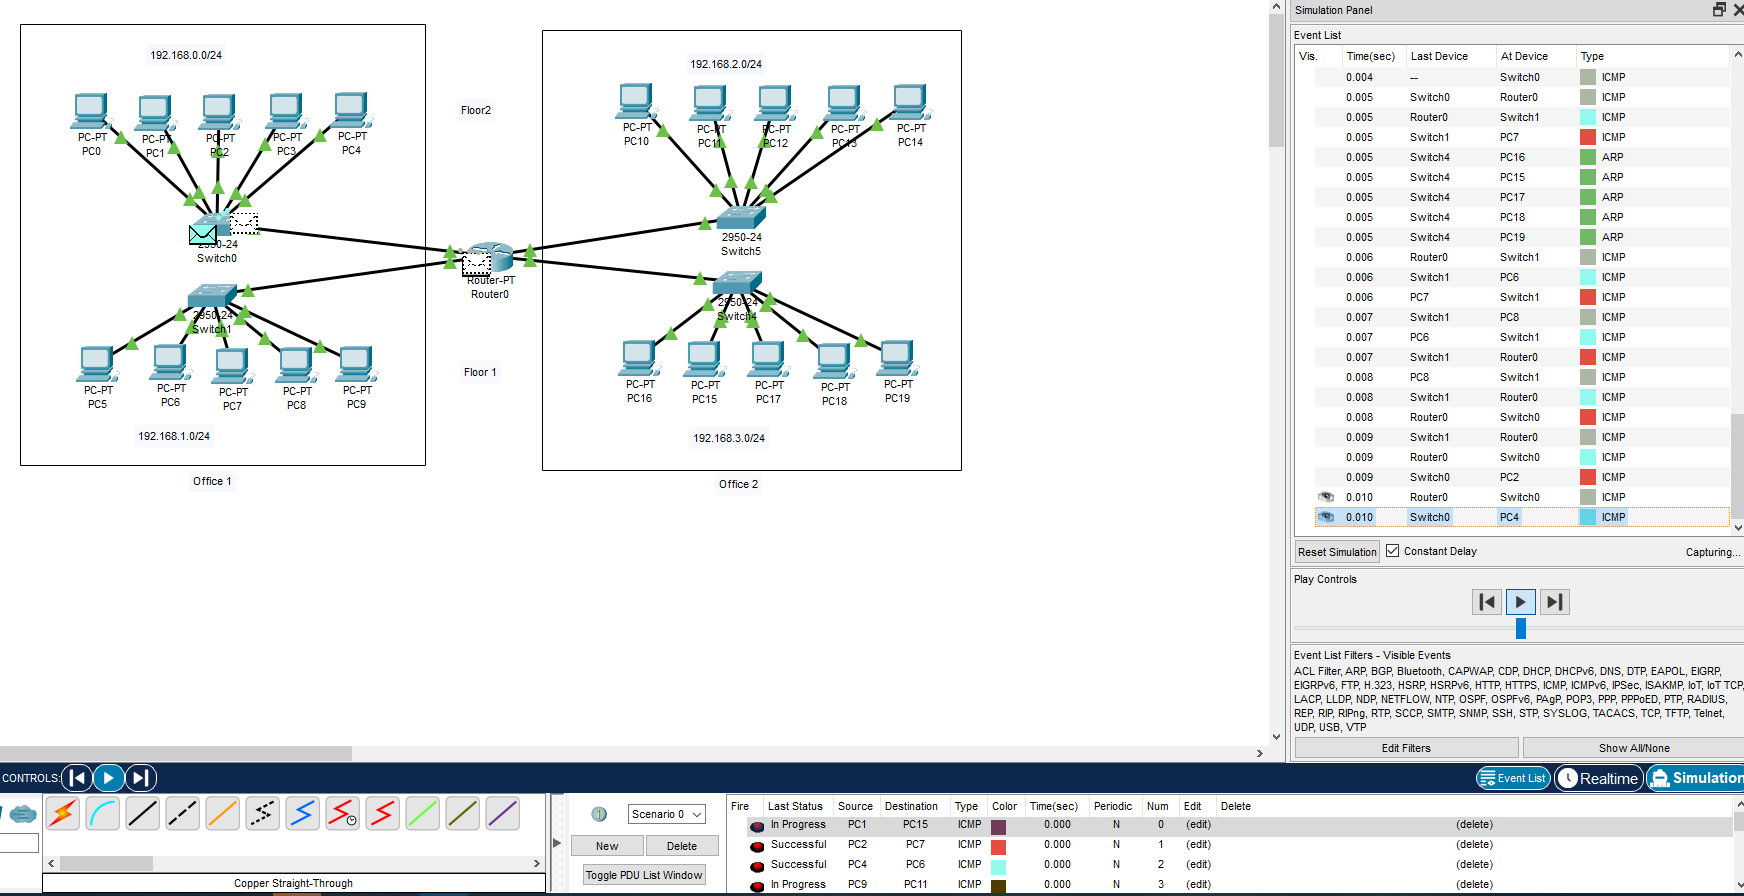 192.168.0.0/24
PC-PT
PC0
PC-PT
PC1
PC-PT
PC2
PC-PT
PC3
PC-PT
PC4
2950-24
Switch0
Floor2
192.168.2.0/24
PC-PT
PC10
PC-PT
PC11
PC-PT
PC12
PC-PT
PC13
PC-PT
PC14
2950-24
Switch5
Router-PT
Router0
2950-24
Switch1
2950-24
Switch4
PC-PT
PC5
PC-PT
PC6
PC-PT
PC7
PC-PT
PC8
PC-PT
PC9
Floor 1
PC-PT
PC16
PC-PT
PC15
PC-PT
PC17
PC-PT
PC18
PC-PT
PC19
192.168.1.0/24
192.168.3.0/24
Office 1
Office 2
Simulation Panel
Event List
Vis. Time(sec) Last Device At Device Type
0.004 -- Switch0 ICMP
0.005 Switch0 Router0 ICMP
0.005 Router0 Switch1 ICMP
0.005 Switch1 PC7 ICMP
0.005 Switch4 PC16 ARP
0.005 Switch4 PC15 ARP
0.005 Switch4 PC17 ARP
0.005 Switch4 PC18 ARP
0.005 Switch4 PC19 ARP
0.006 Router0 Switch1 ICMP
0.006 Switch1 PC6 ICMP
0.006 PC7 Switch1 ICMP
0.007 Switch1 PC8 ICMP
0.007 PC6 Switch1 ICMP
0.007 Switch1 Router0 ICMP
0.008 PC8 Switch1 ICMP
0.008 Switch1 Router0 ICMP
0.008 Router0 Switch0 ICMP
0.009 Switch1 Router0 ICMP
0.009 Router0 Switch0 ICMP
0.009 Switch0 PC2 ICMP
0.010 Router0 Switch0 ICMP
0.010 Switch0 PC4 ICMP
Reset Simulation Constant Delay Capturing...
Play Controls
Event List Filters - Visible Events
ACL Filter, ARP, BGP, Bluetooth, CAPWAP, CDP, DHCP, DHCPv6, DNS, DTP, EAPOL, EIGRP,
EIGRPv6, FTP, H.323, HSRP, HSRPv6, HTTP, HTTPS, ICMP, ICMPv6, IPSec, ISAKMP, IoT, IoT TCP,
LACP, LLDP, NDP, NETFLOW, NTP, OSPF, OSPFv6, PAgP, POP3, PPP, PPPoED, PTP, RADIUS,
REP, RIP, RIPng, RTP, SCCP, SMTP, SNMP, SSH, STP, SYSLOG, TACACS, TCP, TFTP, Telnet,
UDP, USB, VTP
Edit Filters Show All/None
CONTROLS: Event List Realtime Simulation
Scenario 0
New Delete
Toggle PDU List Window
Copper Straight-Through
Fire Last Status Source Destination Type Color Time(sec) Periodic Num Edit Delete
In Progress PC1 PC15 ICMP 0.000 N 0 (edit) (delete)
Successful PC2 PC7 ICMP 0.000 N 1 (edit) (delete)
Successful PC4 PC6 ICMP 0.000 N 2 (edit) (delete)
In Progress PC9 PC11 ICMP 0.000 N 3 (edit) (delete)